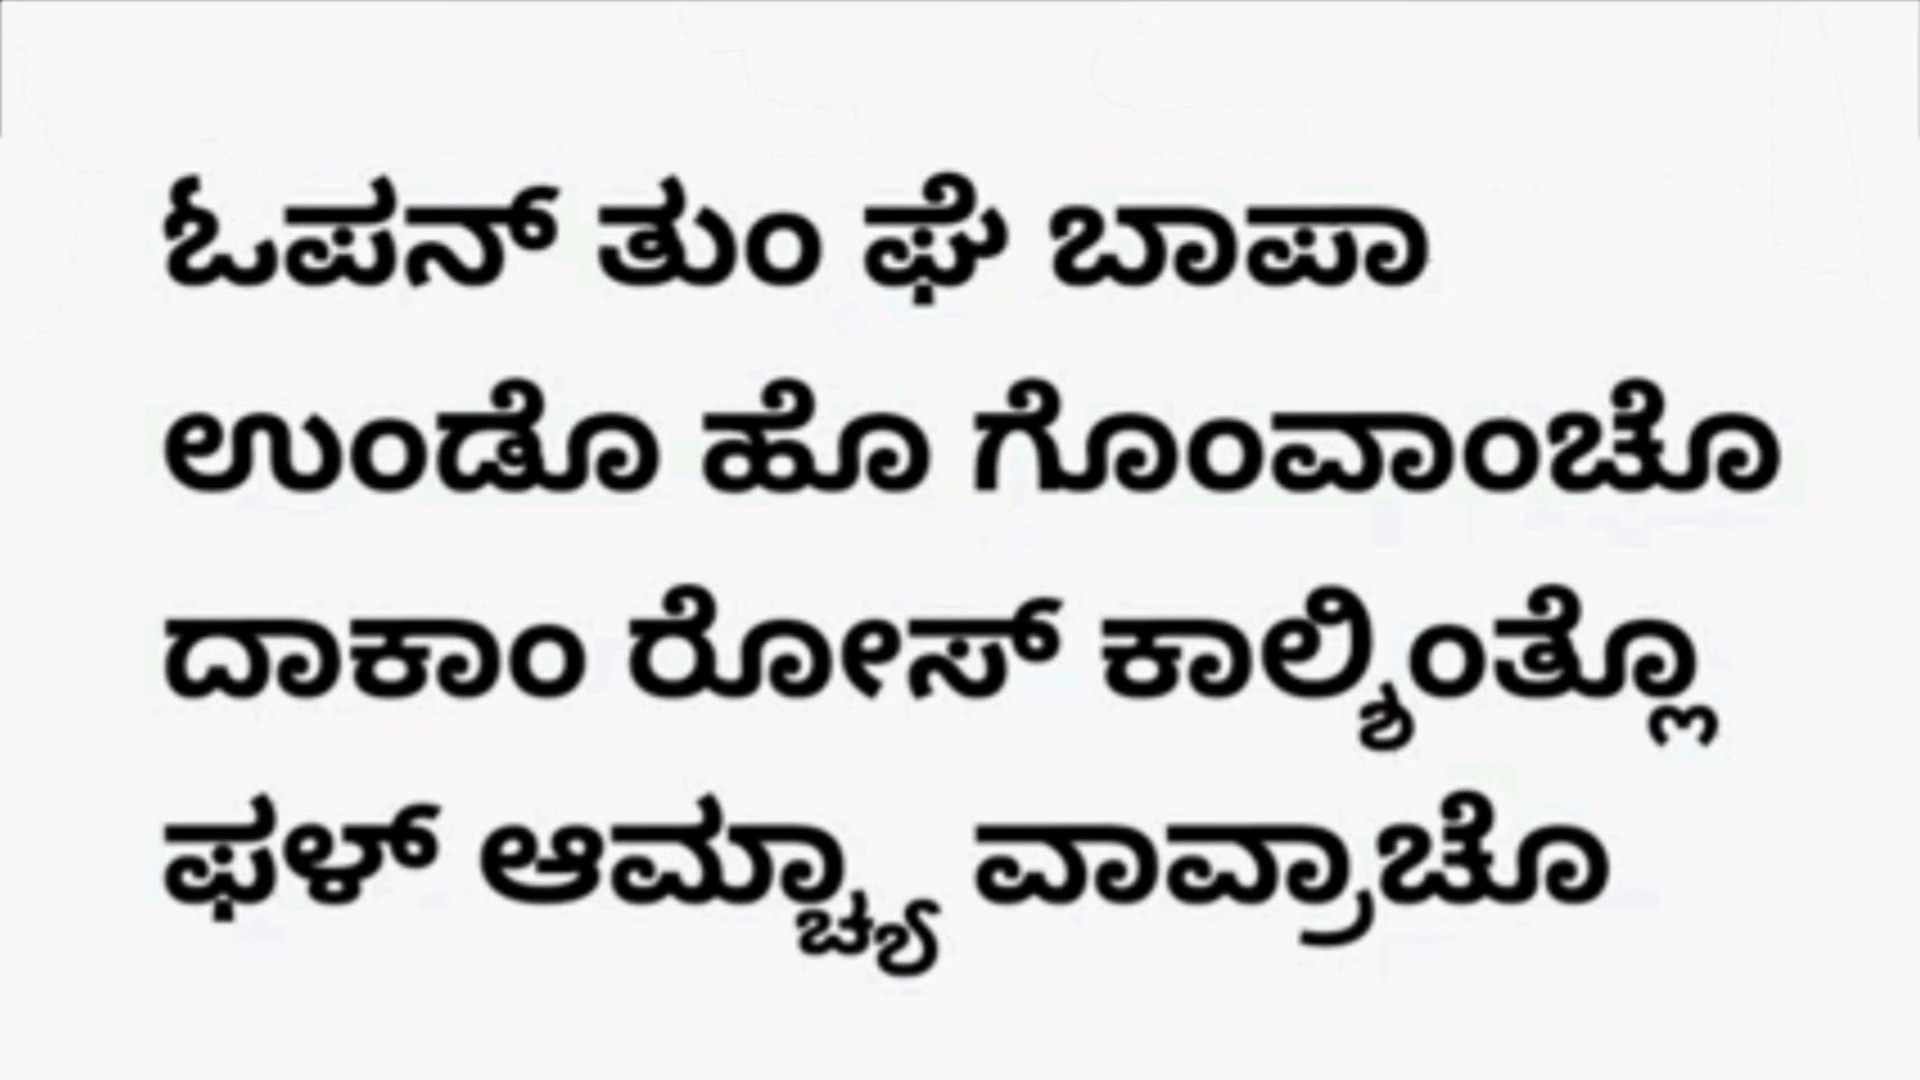 ಓಪನ್ ತುಂ ಘೆ ಬಾಪಾ
ಉಂಡೊ ಹೊ ಗೊಂವಾಂಚೊ
ದಾಕಾಂ ರೋಸ್ ಕಾಲ್ಶಿಂತ್ಲೊ
ಫಳ್ ಆಮ್ಚ್ಯಾ ವಾವ್ರಾಚೊ